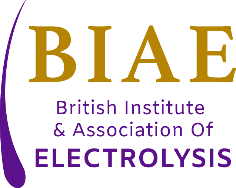 BIAE
British Institute
& Association Of
ELECTROLYSIS